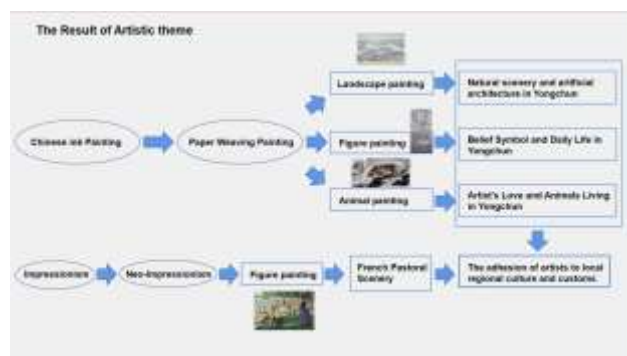 The Result of Artistic theme
Landscape painting
Natural scenery and artificial
architecture in Yongchun
Chinese Ink Painting
Paper Weaving Painting
Figure painting
Belief Symbol and Daily Life in
Yongchun
Animal painting
Artist's Love and Animals Living
in Yongchun
Impressionism
Neo-Impressionism
Figure painting
French Pastoral
Scenery
The adhesion of artists to local
regional culture and customs.